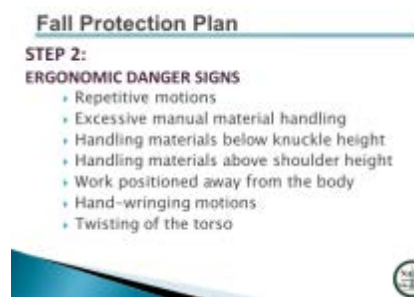 Fall Protection Plan
STEP 2:
ERGONOMIC DANGER SIGNS
Repetitive motions
Excessive manual material handling
Handling materials below knuckle height
Handling materials above shoulder height
Work positioned away from the body
Hand-wringing motions
Twisting of the torso